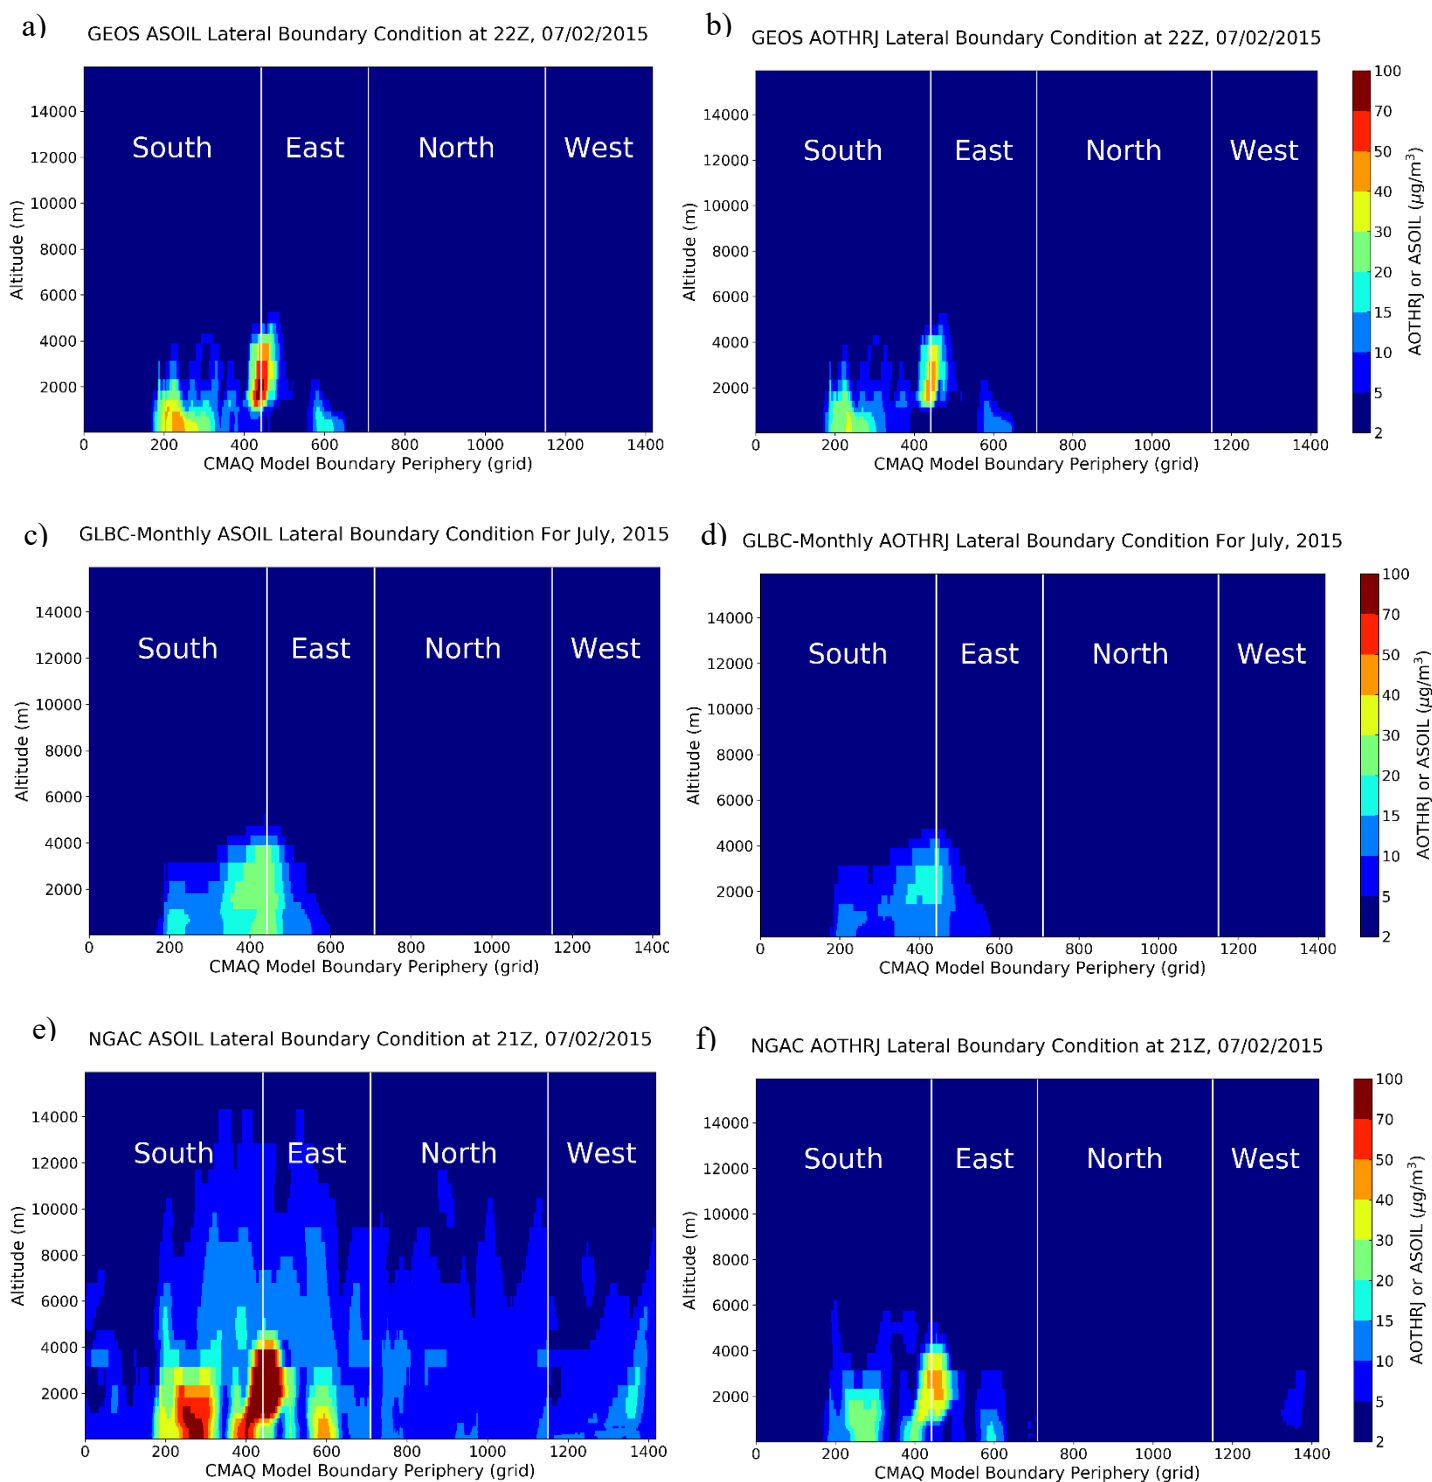 a)
GEOS ASOIL Lateral Boundary Condition at 22Z, 07/02/2015
14000
12000
10000
8000
6000
4000
2000
Altitude (m)
South East North West
0 200 400 600 800 1000 1200 1400
CMAQ Model Boundary Periphery (grid)
b)
GEOS AOTHRJ Lateral Boundary Condition at 22Z, 07/02/2015
14000
12000
10000
8000
6000
4000
2000
Altitude (m)
South East North West
0 200 400 600 800 1000 1200 1400
CMAQ Model Boundary Periphery (grid)
100
70
50
40
30
20
15
10
5
2
AOTHRJ or ASOIL (μg/m³)
c)
GLBC-Monthly ASOIL Lateral Boundary Condition For July, 2015
14000
12000
10000
8000
6000
4000
2000
Altitude (m)
South East North West
0 200 400 600 800 1000 1200 1400
CMAQ Model Boundary Periphery (grid)
d)
GLBC-Monthly AOTHRJ Lateral Boundary Condition For July, 2015
14000
12000
10000
8000
6000
4000
2000
Altitude (m)
South East North West
0 200 400 600 800 1000 1200 1400
CMAQ Model Boundary Periphery (grid)
100
70
50
40
30
20
15
10
5
2
AOTHRJ or ASOIL (μg/m³)
e)
NGAC ASOIL Lateral Boundary Condition at 21Z, 07/02/2015
14000
12000
10000
8000
6000
4000
2000
Altitude (m)
South East North West
0 200 400 600 800 1000 1200 1400
CMAQ Model Boundary Periphery (grid)
f)
NGAC AOTHRJ Lateral Boundary Condition at 21Z, 07/02/2015
14000
12000
10000
8000
6000
4000
2000
Altitude (m)
South East North West
0 200 400 600 800 1000 1200 1400
CMAQ Model Boundary Periphery (grid)
100
70
50
40
30
20
15
10
5
2
AOTHRJ or ASOIL (μg/m³)